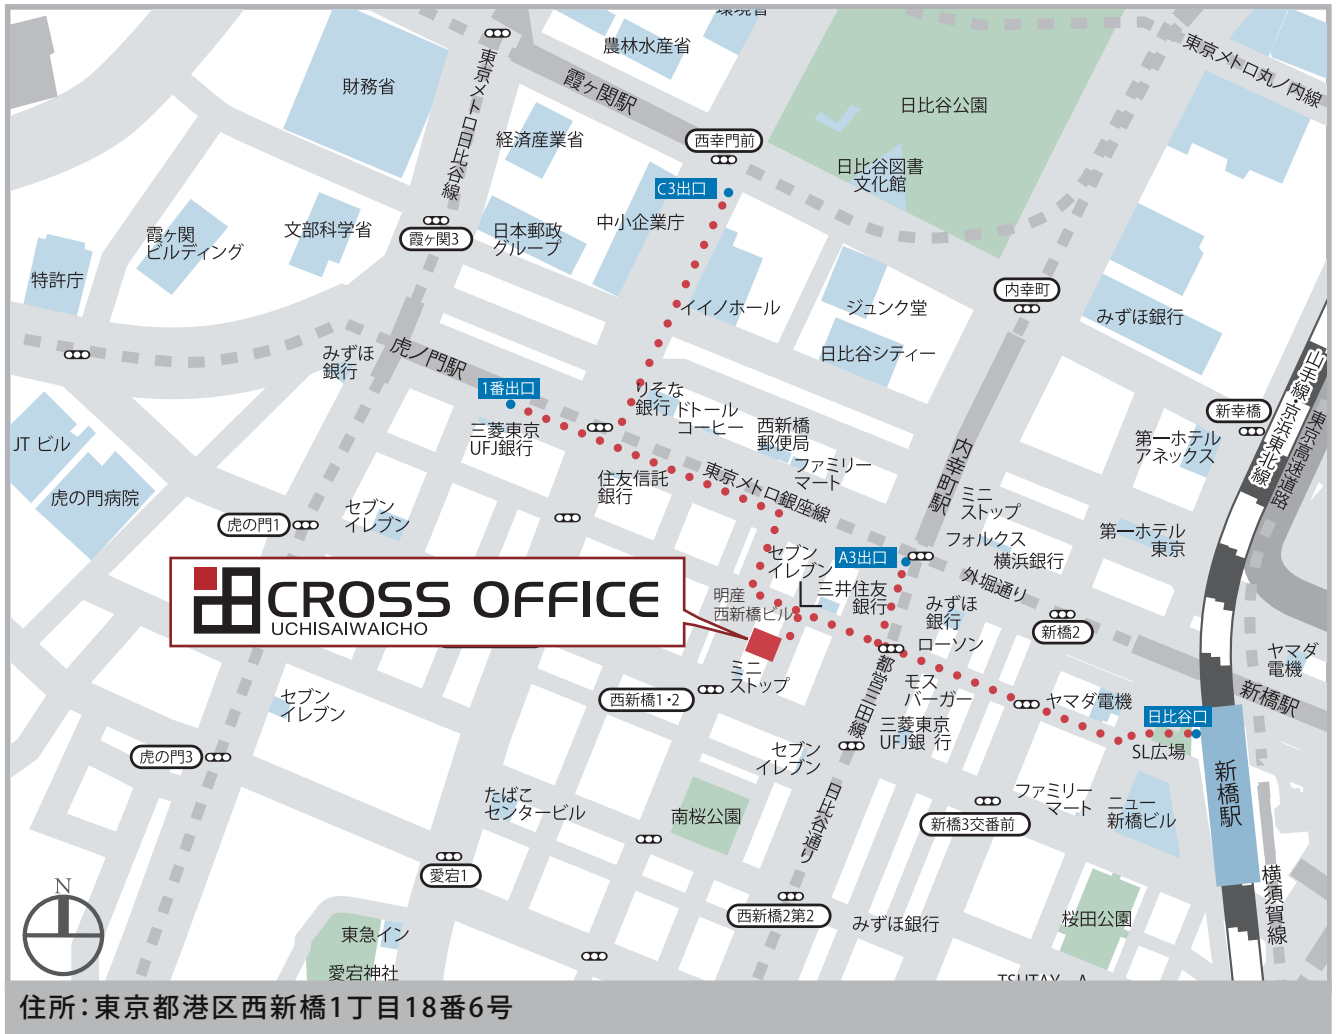 環境省
農林水産省
東京メトロ丸ノ内線
財務省
東京メトロ日比谷線
霞ヶ関駅
日比谷公園
経済産業省
西幸門前
日比谷図書
文化館
C3出口
文部科学省
霞ヶ関3
日本郵政
グループ
中小企業庁
霞ヶ関
ビルディング
特許庁
内幸町
イイノホール
ジュンク堂
みずほ銀行
日比谷シティー
みずほ
銀行
虎ノ門駅
1番出口
りそな
銀行
ドトール
コーヒー
西新橋
郵便局
新幸橋
山手線・京浜東北線
東京高速道路
JT ビル
三菱東京
UFJ銀行
第一ホテル
アネックス
虎の門病院
住友信託
銀行
東京メトロ銀座線
ファミリー
マート
内幸町駅
ミニ
ストップ
セブン
イレブン
虎の門1
フォルクス
横浜銀行
第一ホテル
東京
A3出口
セブン
イレブン
外堀通り
CROSS OFFICE
UCHISAIWAICHO
明産
西新橋ビル
三井住友
銀行
みずほ
銀行
新橋2
ローソン
ヤマダ
電機
ミニ
ストップ
都営三田線
モス
バーガー
新橋駅
西新橋1・2
ヤマダ電機
日比谷口
セブン
イレブン
三菱東京
UFJ銀 行
SL広場
虎の門3
セブン
イレブン
新橋駅
たばこ
センタービル
南桜公園
日比谷通り
ファミリー
マート
ニュー
新橋ビル
新橋3交番前
愛宕1
横須賀線
N
西新橋2第2
みずほ銀行
桜田公園
東急イン
愛宕神社
TSUTAY A
住所：東京都港区西新橋1丁目18番6号